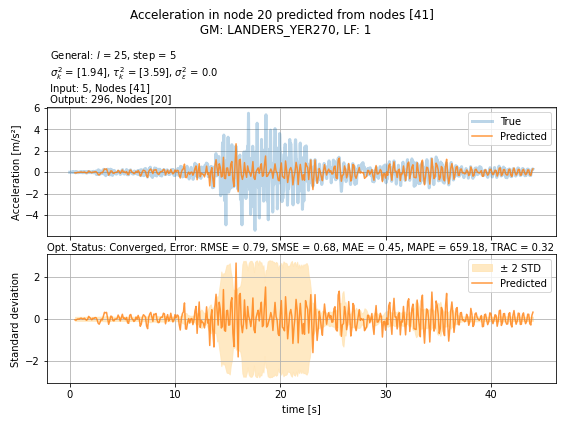 Acceleration in node 20 predicted from nodes [41]
GM: LANDERS_YER270, LF: 1
General: l = 25, step = 5
σ²ₖ = [1.94], τ²ₖ = [3.59], σ²ε = 0.0
Input: 5, Nodes [41]
Output: 296, Nodes [20]
Acceleration [m/s²]
6
4
2
0
−2
−4
True
Predicted
Opt. Status: Converged, Error: RMSE = 0.79, SMSE = 0.68, MAE = 0.45, MAPE = 659.18, TRAC = 0.32
Standard deviation
2
0
−2
± 2 STD
Predicted
0 10 20 30 40
time [s]